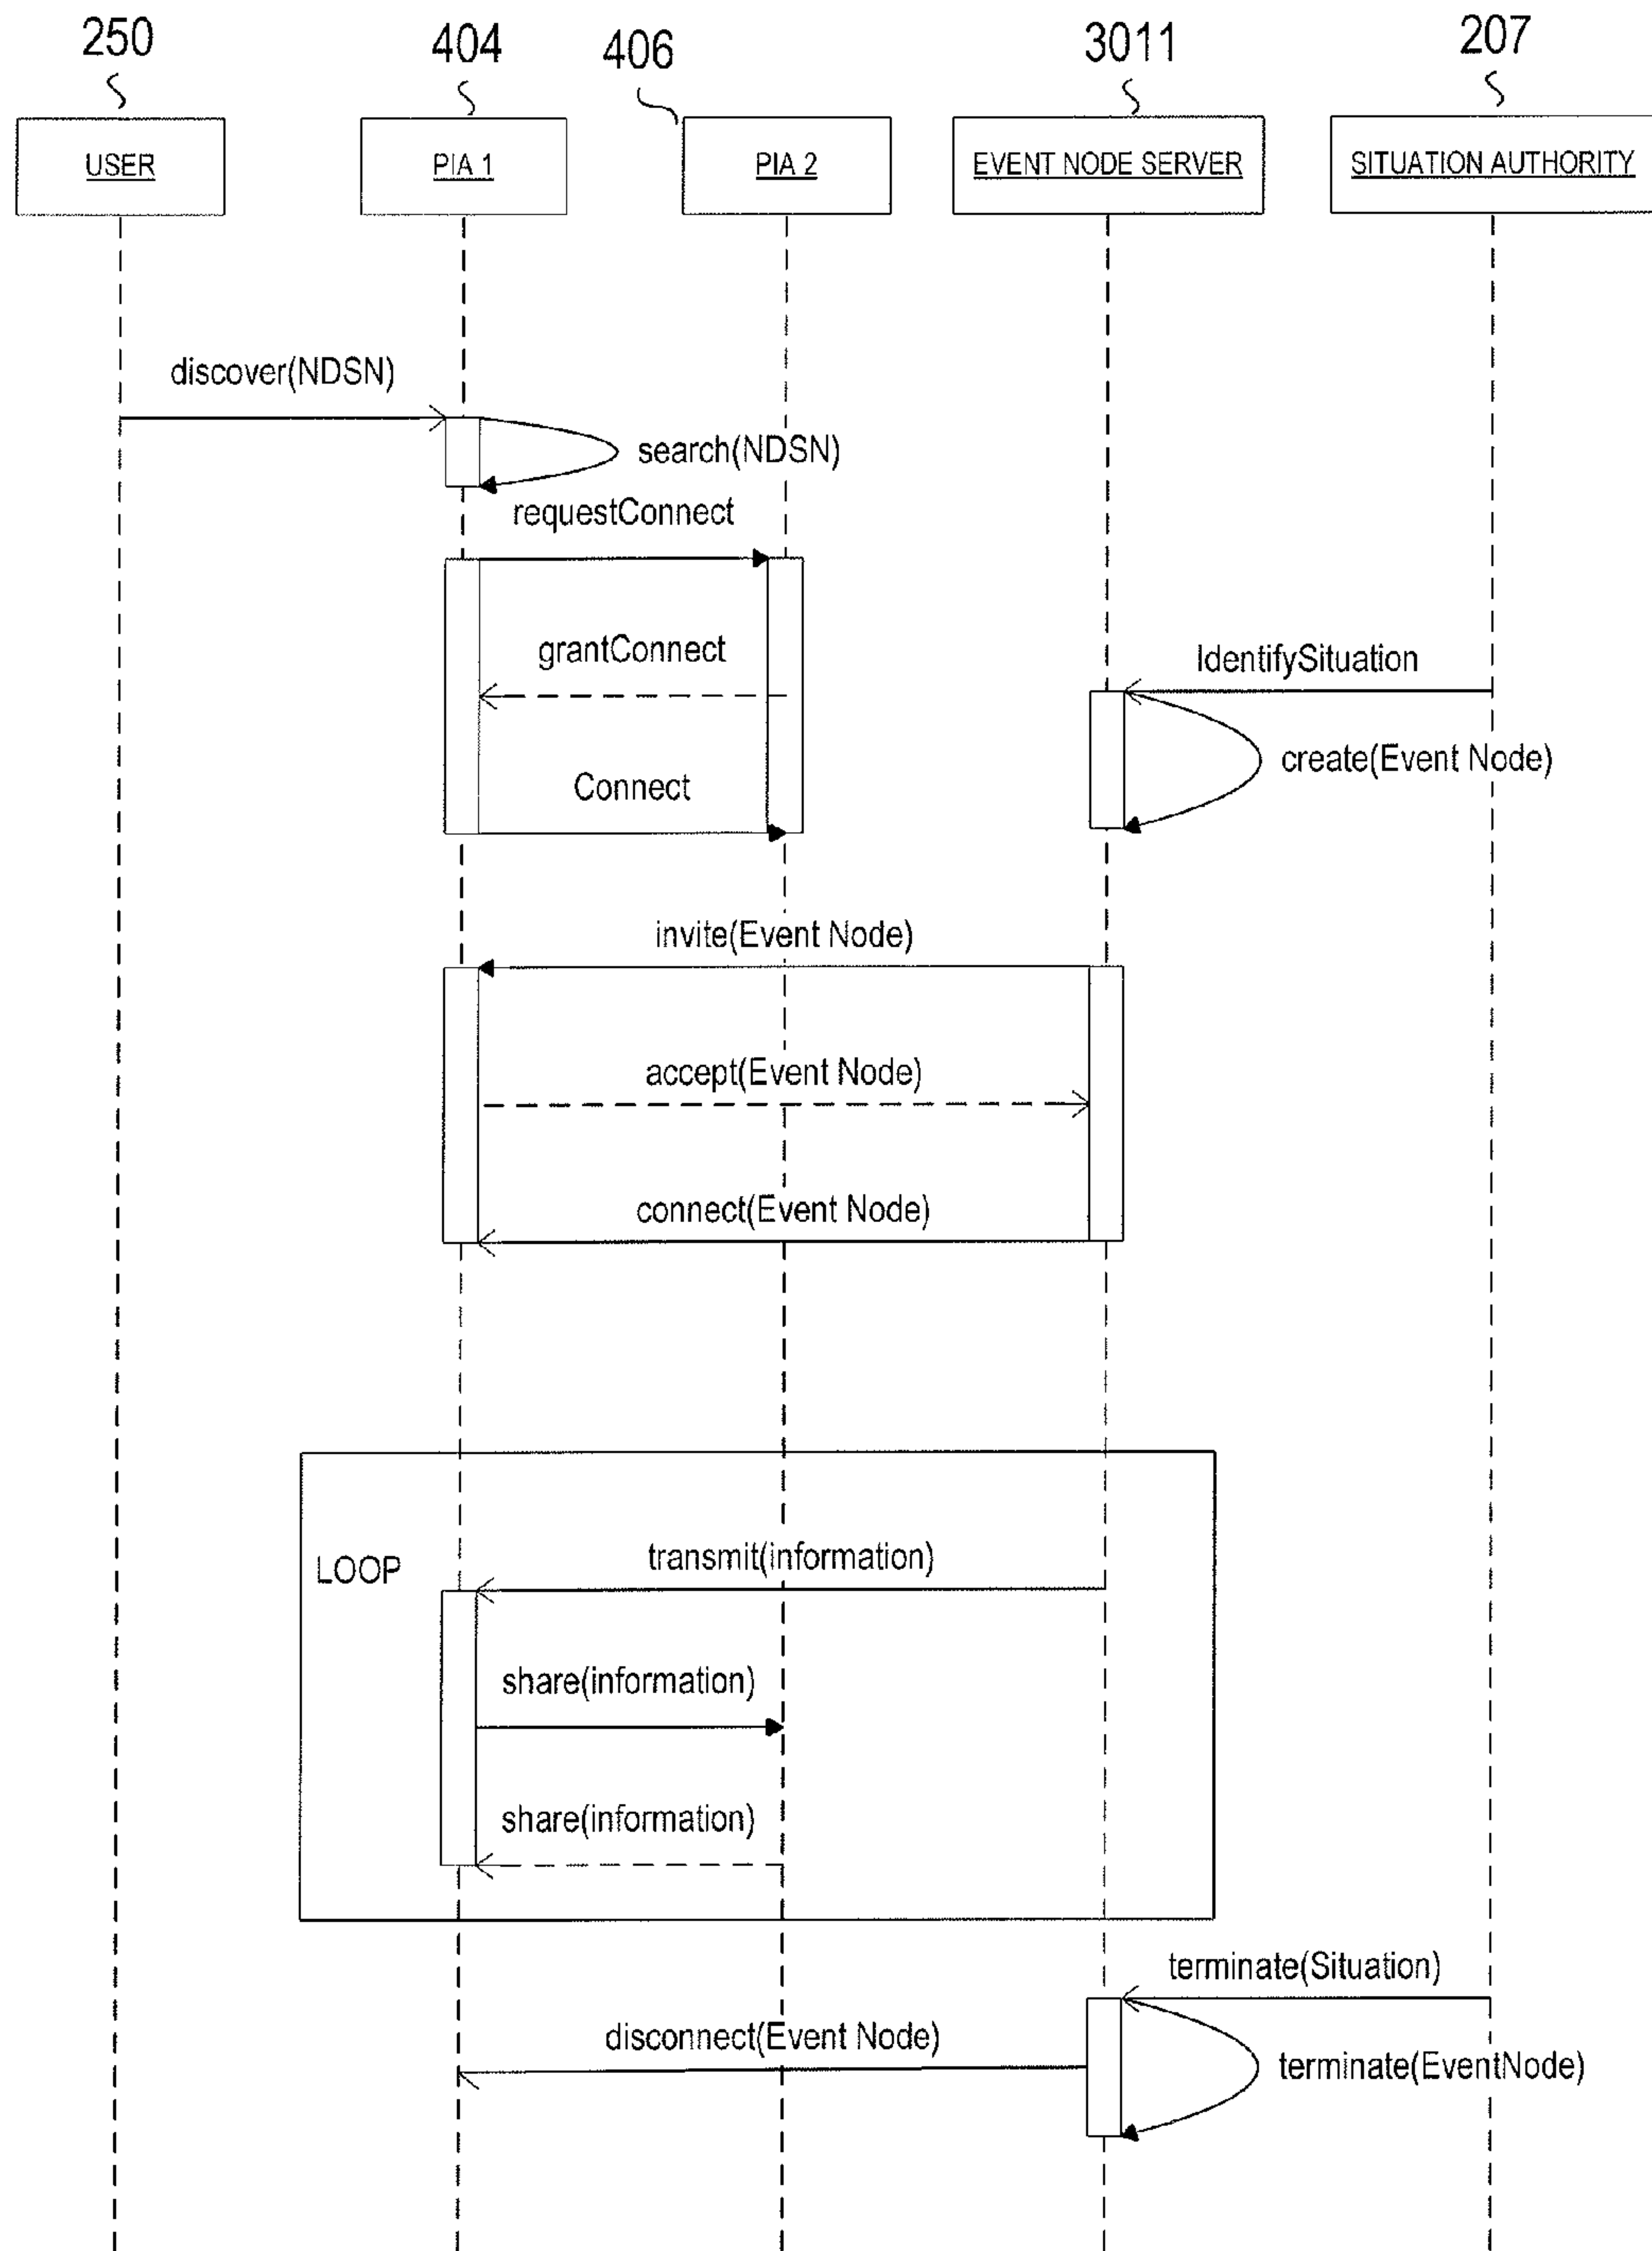 250
404
406
3011
207
USER
PIA 1
PIA 2
EVENT NODE SERVER
SITUATION AUTHORITY
discover(NDSN)
search(NDSN)
requestConnect
grantConnect
IdentifySituation
create(Event Node)
Connect
invite(Event Node)
accept(Event Node)
connect(Event Node)
transmit(information)
LOOP
share(information)
share(information)
terminate(Situation)
disconnect(Event Node)
terminate(EventNode)